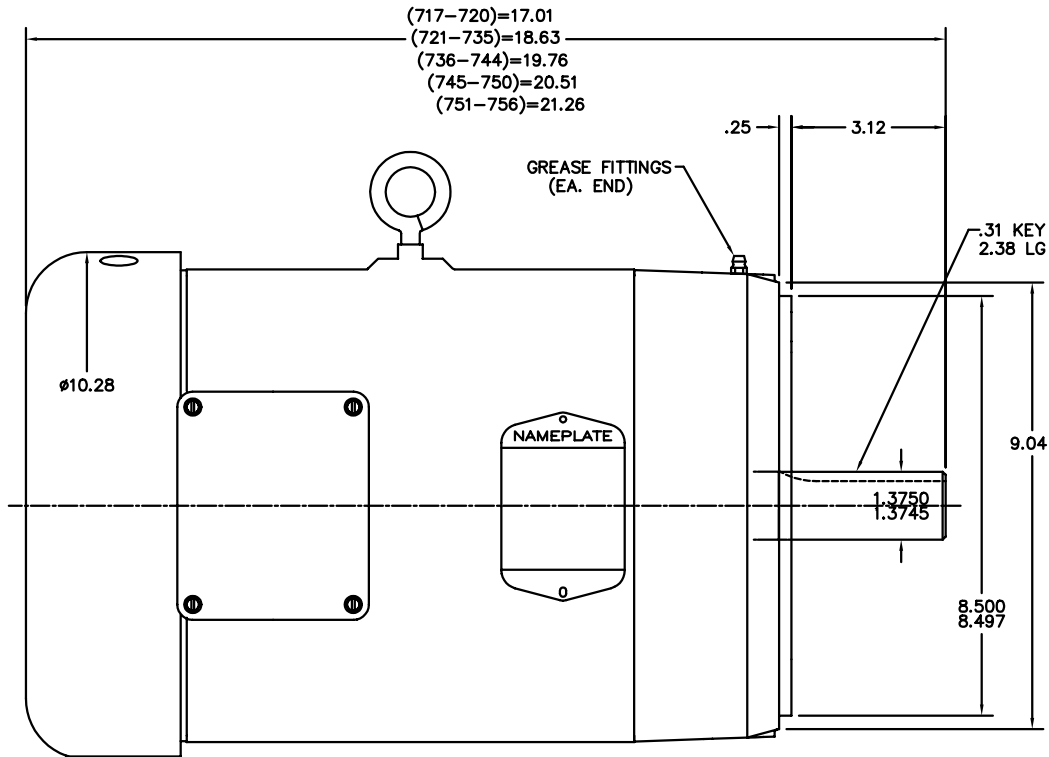 (717-720)=17.01
(721-735)=18.63
(736-744)=19.76
(745-750)=20.51
(751-756)=21.26
.25
3.12
GREASE FITTINGS
(EA. END)
.31 KEY
2.38 LG
ø10.28
NAMEPLATE
9.04
1.3750
1.3745
8.500
8.497